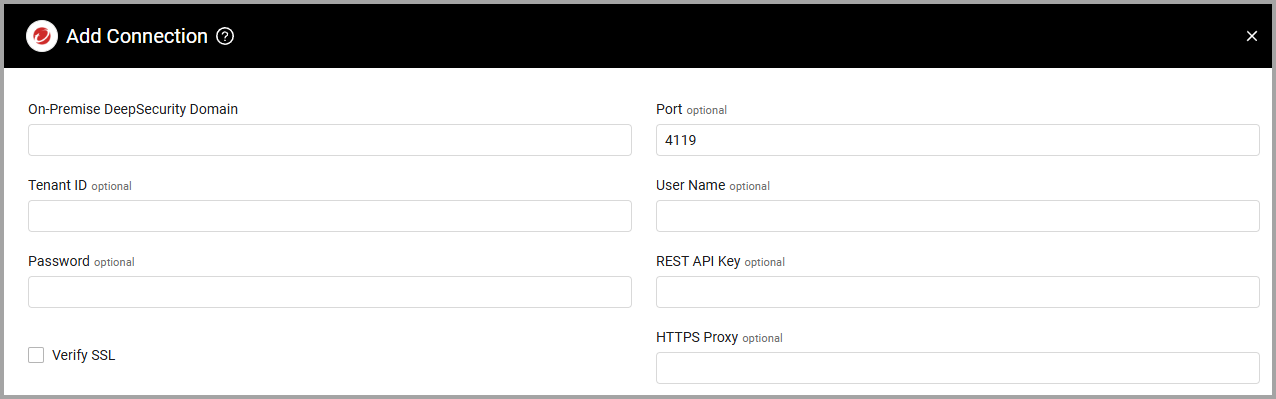 Add Connection ?
On-Premise DeepSecurity Domain
Port optional
4119
Tenant ID optional
User Name optional
Password optional
REST API Key optional
Verify SSL
HTTPS Proxy optional